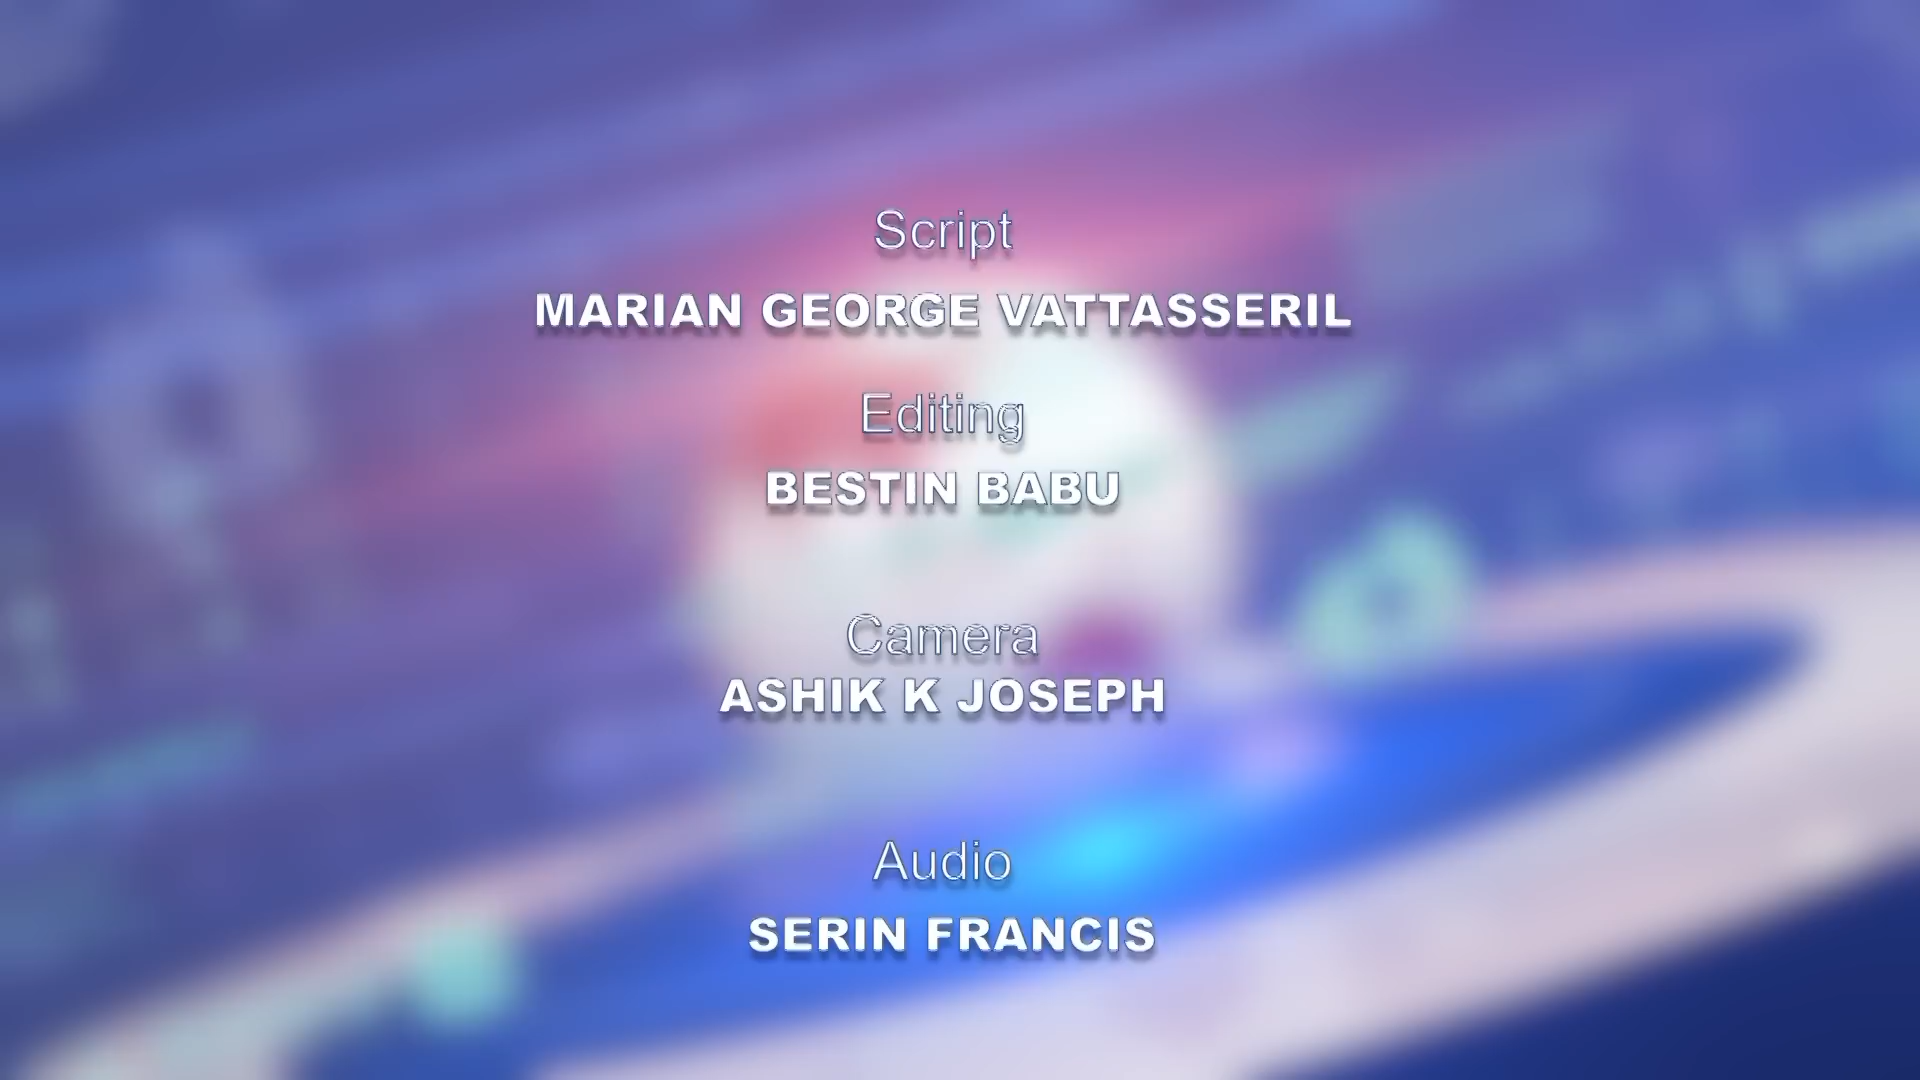 Script
MARIAN GEORGE VATTASSERIL
Editing
BESTIN BABU
Camera
ASHIK K JOSEPH
Audio
SERIN FRANCIS